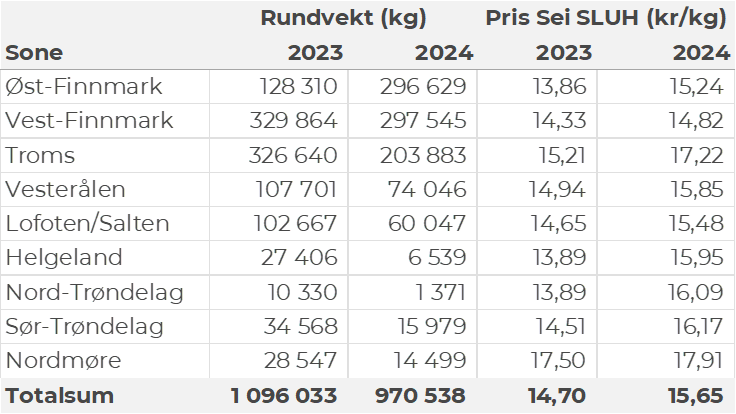 Rundvekt (kg) Pris Sei SLUH (kr/kg)
Sone 2023 2024 2023 2024
Øst-Finnmark 128 310 296 629 13,86 15,24
Vest-Finnmark 329 864 297 545 14,33 14,82
Troms 326 640 203 883 15,21 17,22
Vesterålen 107 701 74 046 14,94 15,85
Lofoten/Salten 102 667 60 047 14,65 15,48
Helgeland 27 406 6 539 13,89 15,95
Nord-Trøndelag 10 330 1 371 13,89 16,09
Sør-Trøndelag 34 568 15 979 14,51 16,17
Nordmøre 28 547 14 499 17,50 17,91
Totalsum 1 096 033 970 538 14,70 15,65